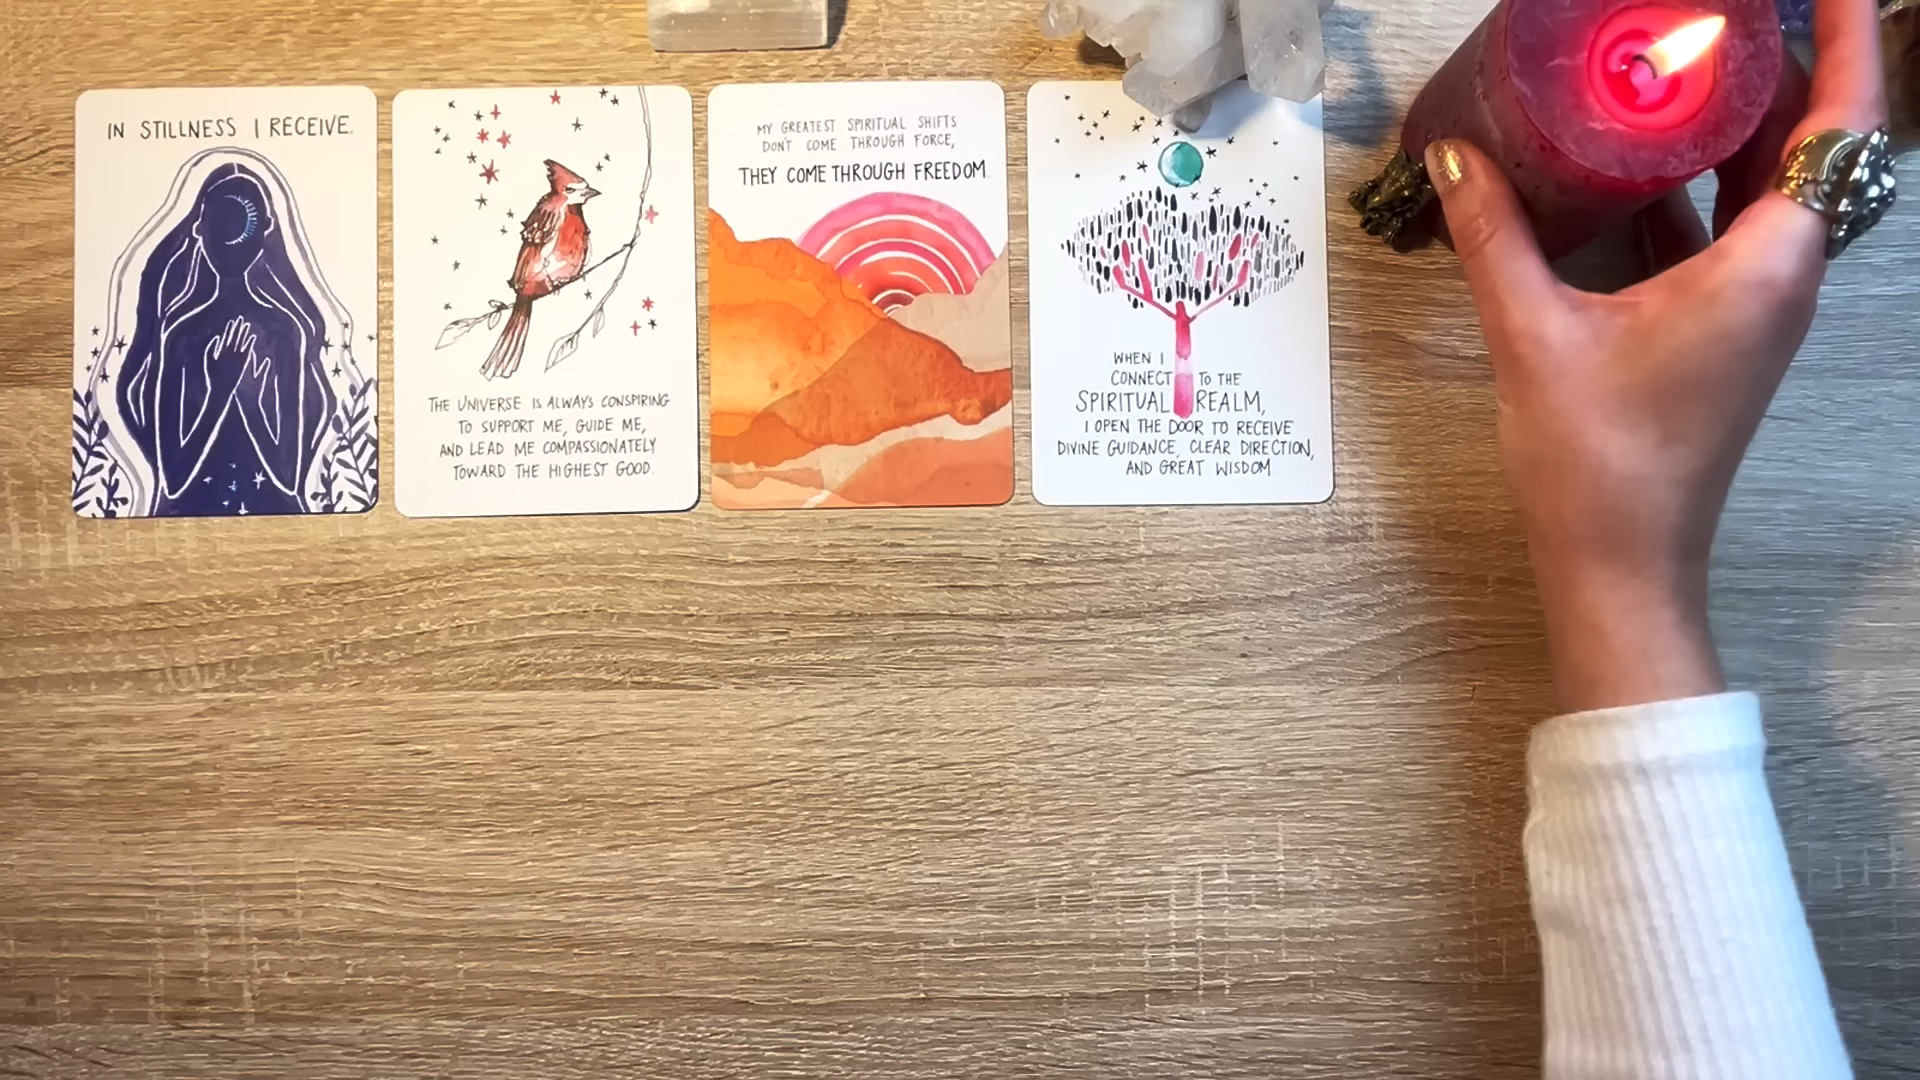 IN STILLNESS I RECEIVE.
THE UNIVERSE IS ALWAYS CONSPIRING
TO SUPPORT ME, GUIDE ME,
AND LEAD ME COMPASSIONATELY
TOWARD THE HIGHEST GOOD.
MY GREATEST SPIRITUAL SHIFTS
DON'T COME THROUGH FORCE,
THEY COME THROUGH FREEDOM.
WHEN I
CONNECT TO THE
SPIRITUAL REALM,
I OPEN THE DOOR TO RECEIVE
DIVINE GUIDANCE, CLEAR DIRECTION,
AND GREAT WISDOM.